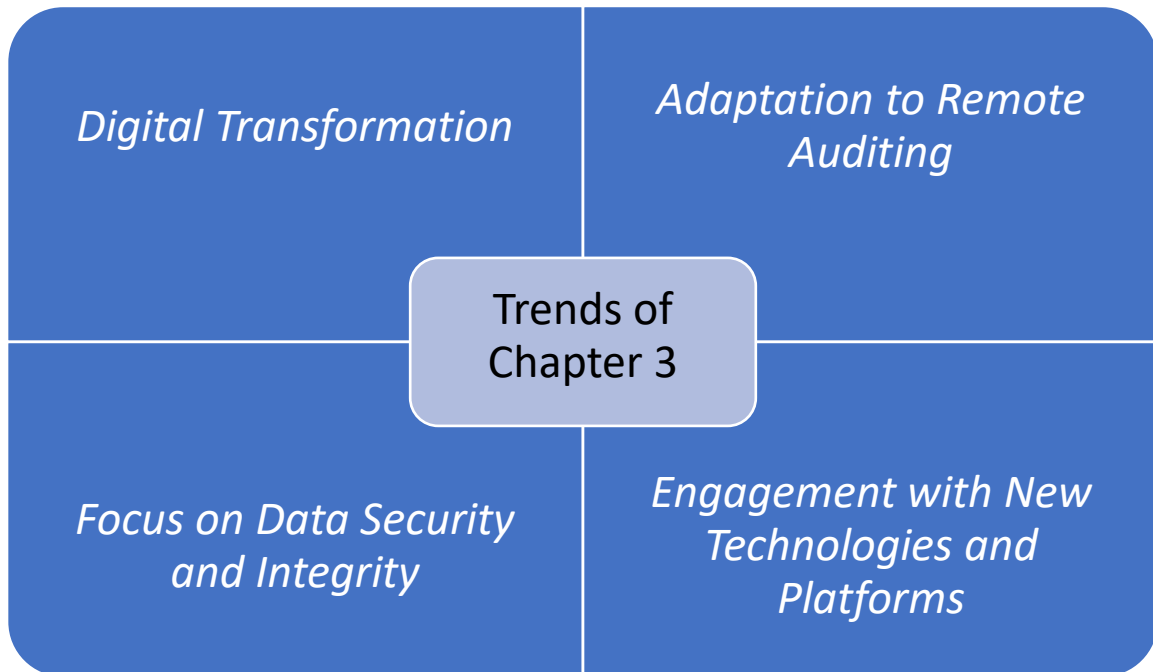 Digital Transformation
Adaptation to Remote
Auditing
Trends of
Chapter 3
Focus on Data Security
and Integrity
Engagement with New
Technologies and
Platforms